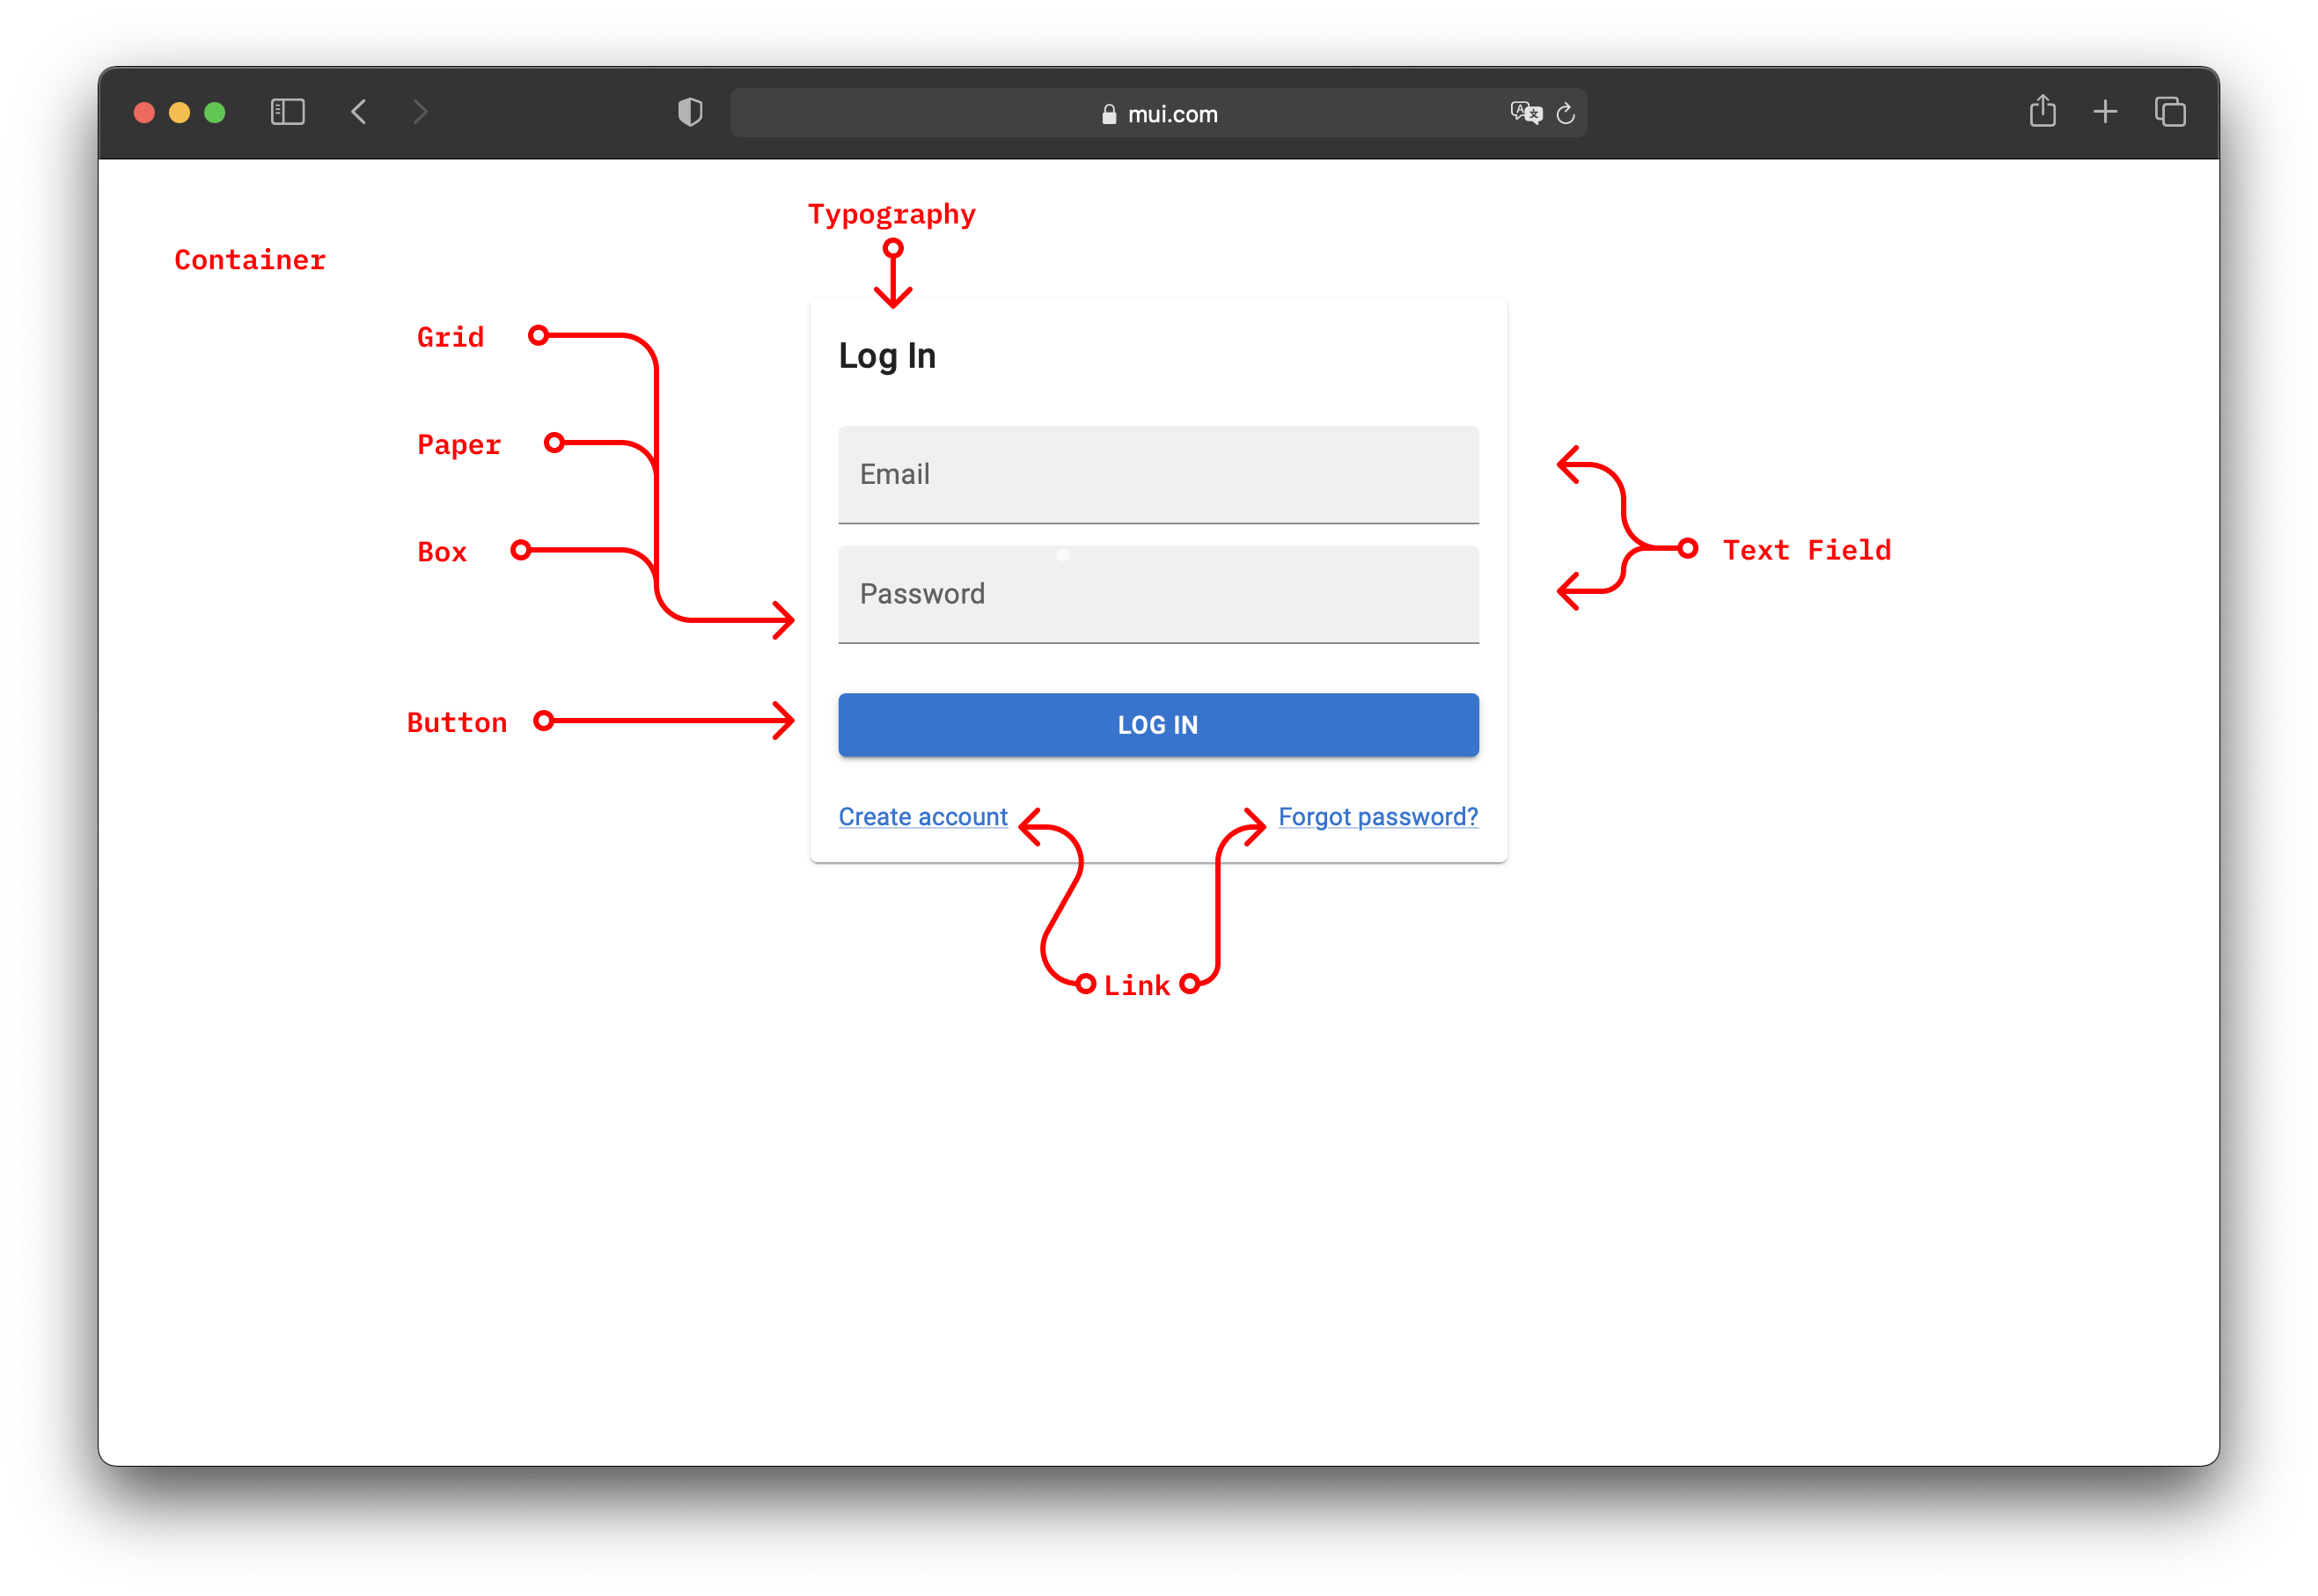 mui.com
Typography
Container
Grid
Log In
Paper
Email
Box
Text Field
Password
Button
LOG IN
Create account
Forgot password?
Link